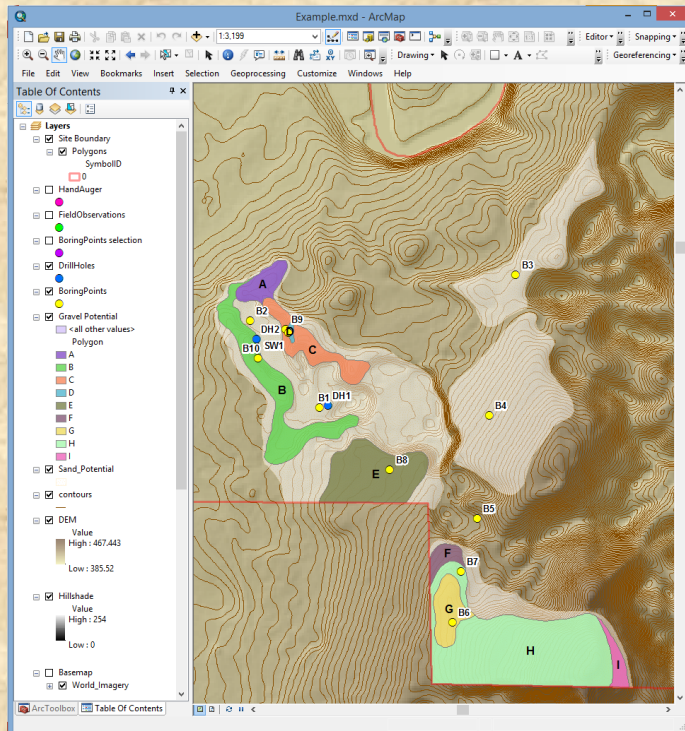 Example.mxd - ArcMap
1:3,199
Editor
Snapping
Drawing
A
Georeferencing
File Edit View Bookmarks Insert Selection Geoprocessing Customize Windows Help
Table Of Contents
Layers
Site Boundary
Polygons
SymbolID
0
HandAuger
FieldObservations
BoringPoints selection
DrillHoles
BoringPoints
Gravel Potential
<all other values>
Polygon
A
B
C
D
E
F
G
H
I
Sand_Potential
contours
DEM
Value
High : 467.443
Low : 385.52
Hillshade
Value
High : 254
Low : 0
Basemap
World_Imagery
ArcToolbox
Table Of Contents
B3
A
B2
B9
DH2
D
SW1
B10
C
B
B1
DH1
B4
B8
E
B5
F
B7
G
B6
H
I